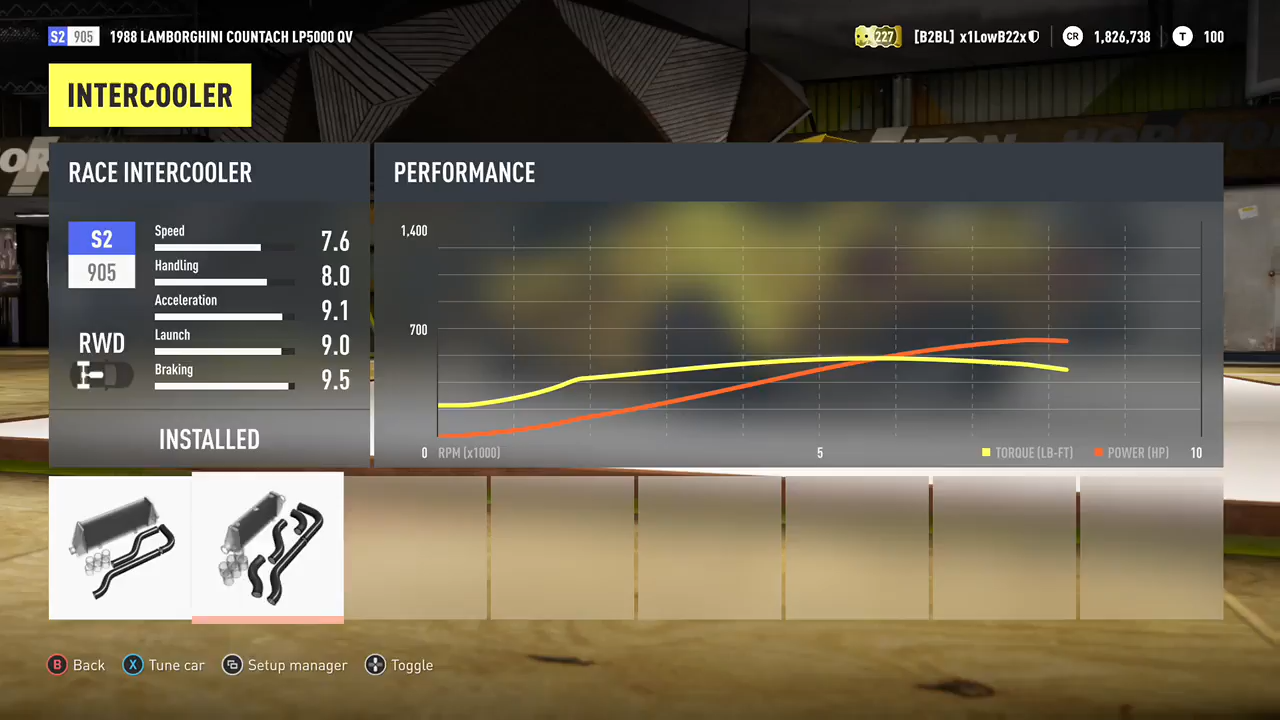 S2 905 1988 LAMBORGHINI COUNTACH LP5000 QV
227 [B2BL] x1LowB22x CR 1,826,738 T 100
INTERCOOLER
RACE INTERCOOLER
S2
905
Speed 7.6
Handling 8.0
Acceleration 9.1
Launch 9.0
Braking 9.5
RWD
INSTALLED
PERFORMANCE
1,400
700
0 RPM (x1000) 5 TORQUE (LB-FT) POWER (HP) 10
B Back X Tune car Setup manager Toggle